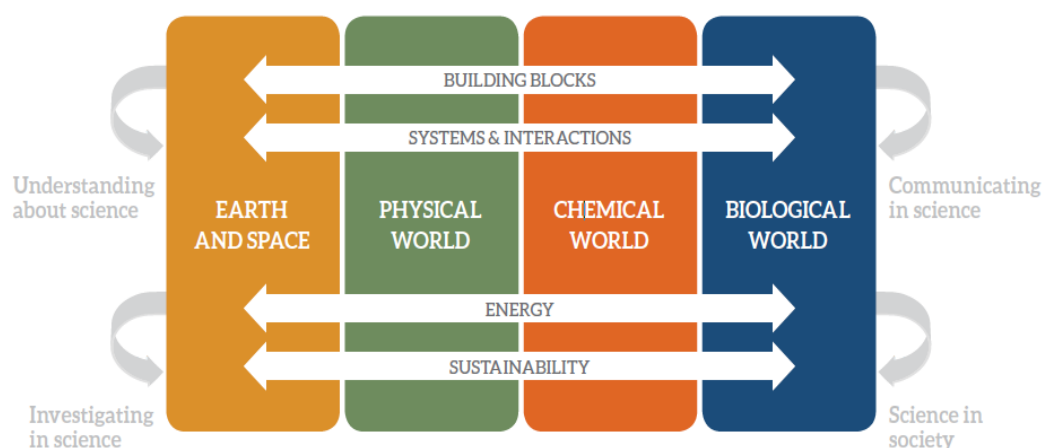 BUILDING BLOCKS
SYSTEMS & INTERACTIONS
Understanding
about science
EARTH
AND SPACE
PHYSICAL
WORLD
CHEMICAL
WORLD
BIOLOGICAL
WORLD
Communicating
in science
ENERGY
SUSTAINABILITY
Investigating
in science
Science in
society